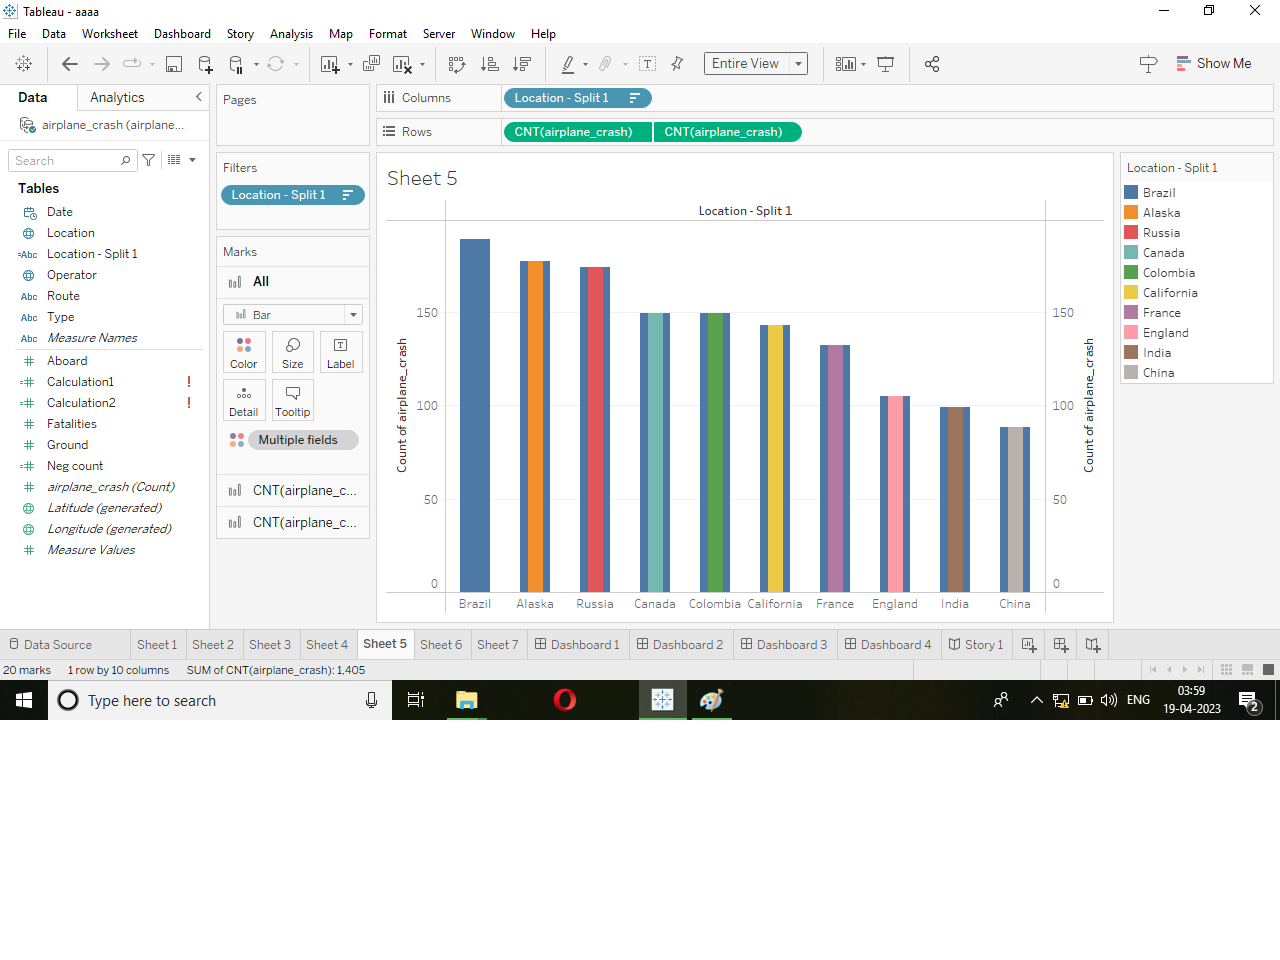 Tableau - aaaa
File Data Worksheet Dashboard Story Analysis Map Format Server Window Help
Entire View
Show Me
Data Analytics
airplane_crash (airplane...
Search
Tables
Date
Location
=Abc Location - Split 1
Operator
Abc Route
Abc Type
Abc Measure Names
# Aboard
=# Calculation1 !
=# Calculation2 !
# Fatalities
# Ground
=# Neg count
# airplane_crash (Count)
Latitude (generated)
Longitude (generated)
# Measure Values
Pages
Filters
Location - Split 1
Marks
All
Bar
Color Size Label
Detail Tooltip
Multiple fields
CNT(airplane_c...
CNT(airplane_c...
Columns Location - Split 1
Rows CNT(airplane_crash) CNT(airplane_crash)
Sheet 5
Location - Split 1
Count of airplane_crash
150
100
50
0
150
100
50
0
Count of airplane_crash
Brazil Alaska Russia Canada Colombia California France England India China
Location - Split 1
Brazil
Alaska
Russia
Canada
Colombia
California
France
England
India
China
Data Source Sheet 1 Sheet 2 Sheet 3 Sheet 4 Sheet 5 Sheet 6 Sheet 7 Dashboard 1 Dashboard 2 Dashboard 3 Dashboard 4 Story 1
20 marks 1 row by 10 columns SUM of CNT(airplane_crash): 1,405
Type here to search
ENG
03:59
19-04-2023
2